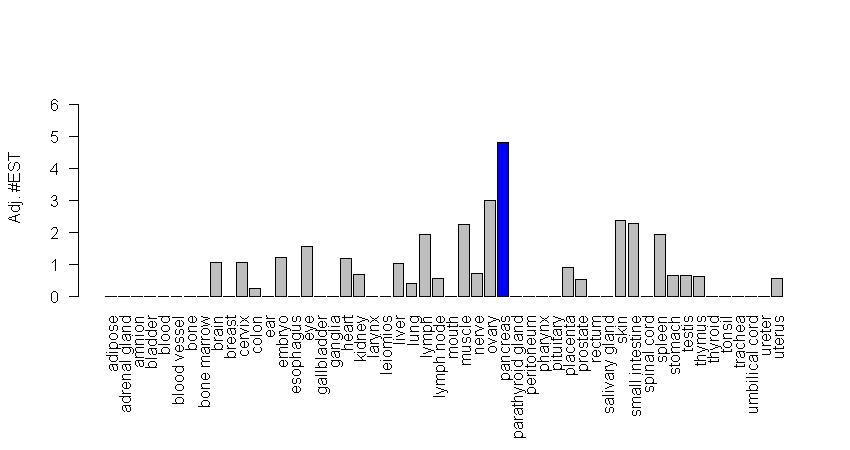 6
5
4
3
2
1
0
Adj. #EST
adipose
adrenal gland
amnion
bladder
blood
blood vessel
bone
bone marrow
brain
breast
cervix
colon
ear
embryo
esophagus
eye
gallbladder
ganglia
heart
kidney
larynx
leiomios
liver
lung
lymph
lymph node
mouth
muscle
nerve
ovary
pancreas
parathyroid gland
peritoneum
pharynx
pituitary
placenta
prostate
rectum
salivary gland
skin
small intestine
spinal cord
spleen
stomach
testis
thymus
thyroid
tonsil
trachea
umbilical cord
ureter
uterus